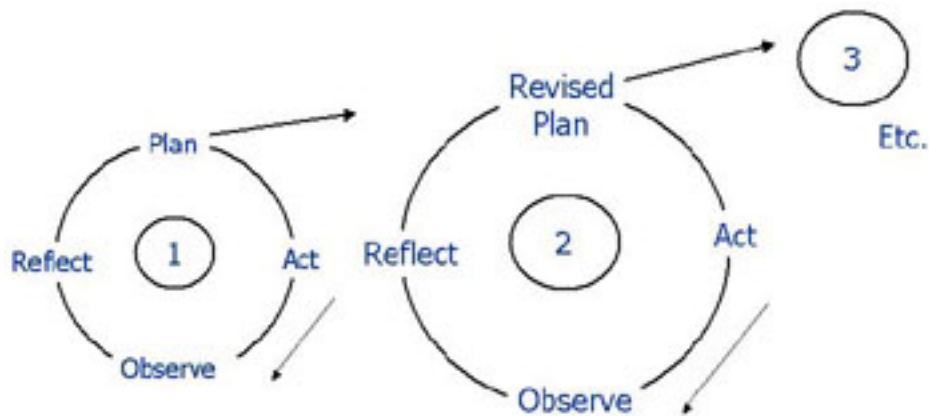 Plan
Reflect
1
Act
Observe
Revised
Plan
Reflect
2
Act
Observe
3
Etc.